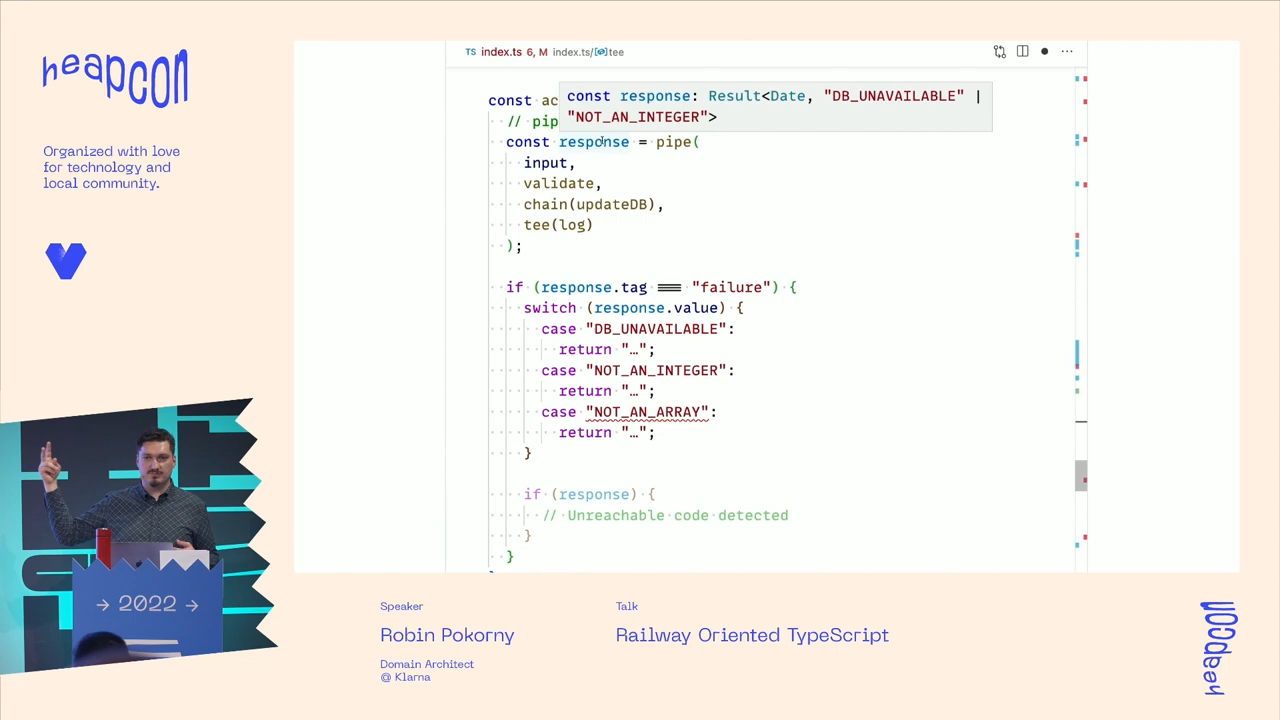 heapcon
Organized with love
for technology and
local community.
TS index.ts 6, M index.ts/tee
const response: Result<Date, "DB_UNAVAILABLE" |
"NOT_AN_INTEGER">
const ac
// pip
const response = pipe(
input,
validate,
chain(updateDB),
tee(log)
);
if (response.tag === "failure") {
switch (response.value) {
case "DB_UNAVAILABLE":
return "…";
case "NOT_AN_INTEGER":
return "…";
case "NOT_AN_ARRAY":
return "…";
}
if (response) {
// Unreachable code detected
}
}
→ 2022 →
Speaker
Robin Pokorny
Domain Architect
@ Klarna
Talk
Railway Oriented TypeScript
heapcon